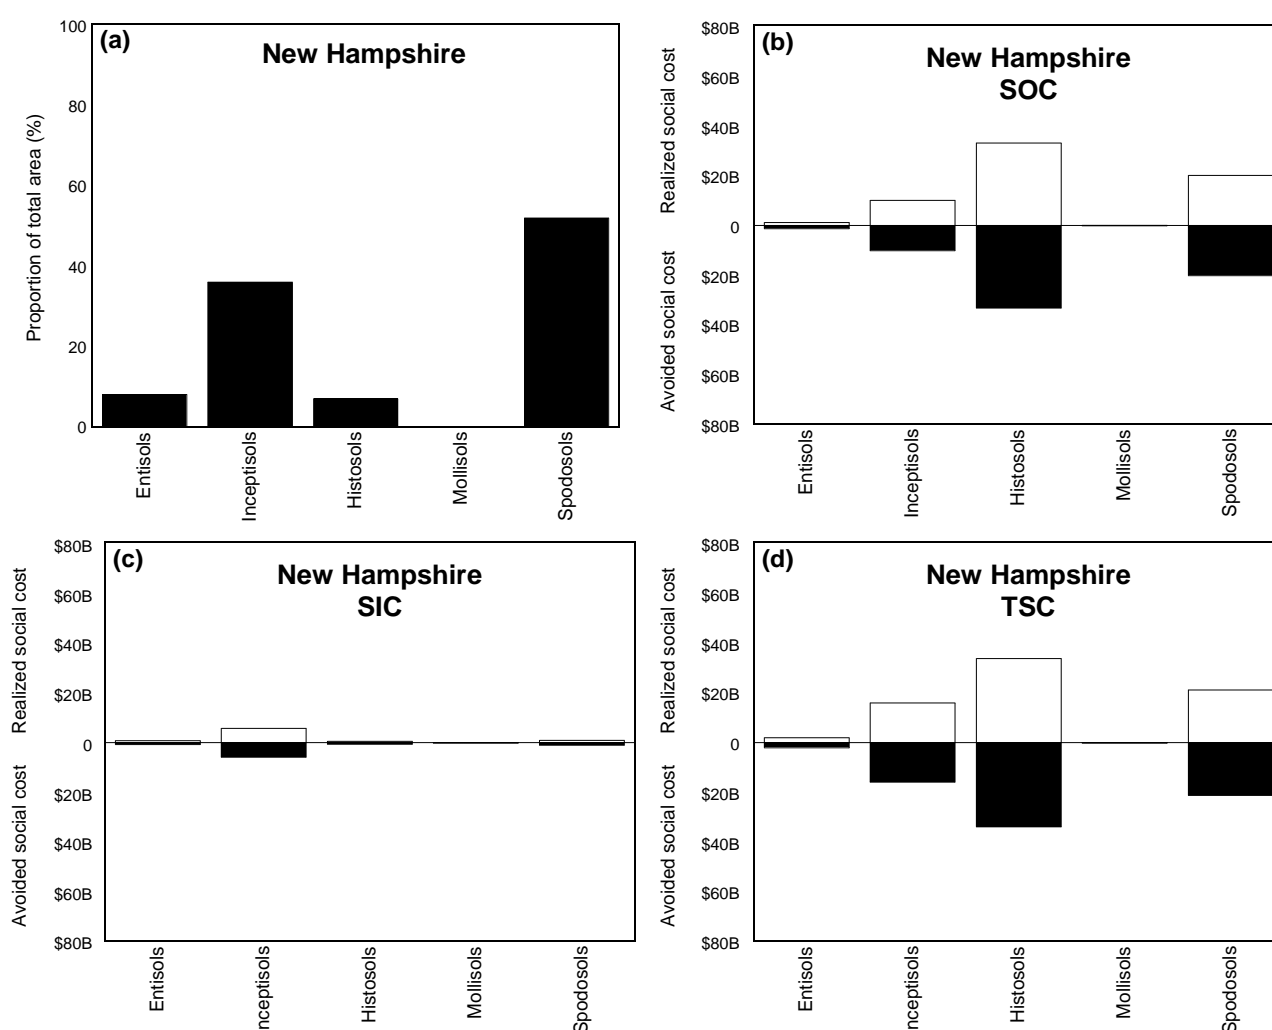 (a)
New Hampshire
Proportion of total area (%)
100
80
60
40
20
0
Entisols
Inceptisols
Histosols
Mollisols
Spodosols
(b)
New Hampshire
SOC
Realized social cost
Avoided social cost
$80B
$60B
$40B
$20B
0
$20B
$40B
$60B
$80B
Entisols
Inceptisols
Histosols
Mollisols
Spodosols
(c)
New Hampshire
SIC
Realized social cost
Avoided social cost
$80B
$60B
$40B
$20B
0
$20B
$40B
$60B
$80B
Entisols
nceptisols
Histosols
Mollisols
Spodosols
(d)
New Hampshire
TSC
Realized social cost
Avoided social cost
$80B
$60B
$40B
$20B
0
$20B
$40B
$60B
$80B
Entisols
nceptisols
Histosols
Mollisols
Spodosols